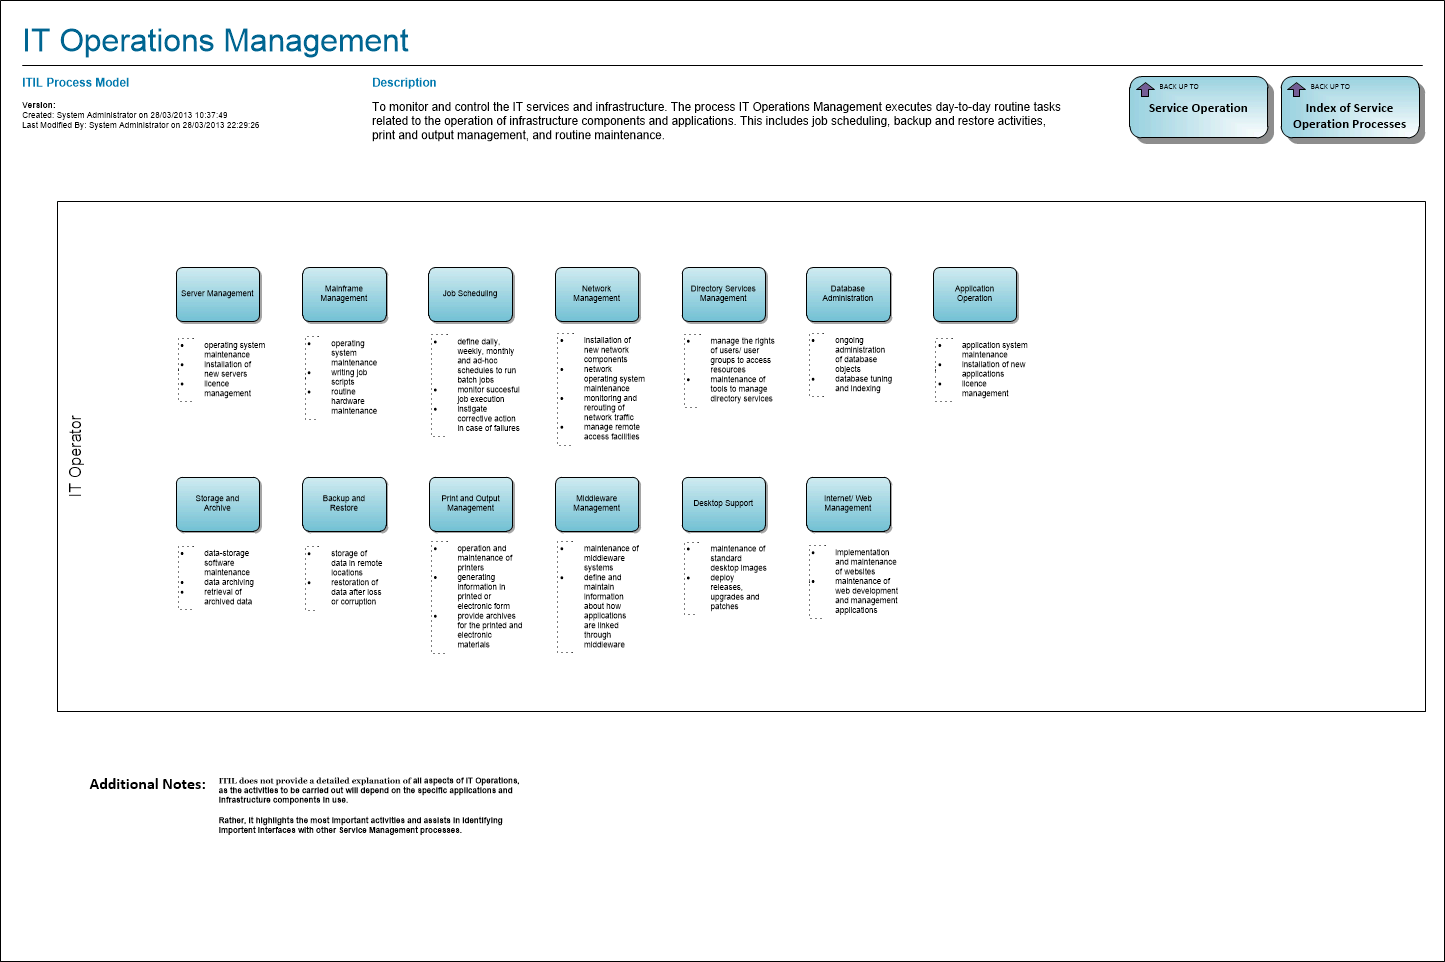 IT Operations Management
ITIL Process Model
Version:
Created: System Administrator on 28/03/2013 10:37:49
Last Modified By: System Administrator on 28/03/2013 22:29:26
Description
To monitor and control the IT services and infrastructure. The process IT Operations Management executes day-to-day routine tasks
related to the operation of infrastructure components and applications. This includes job scheduling, backup and restore activities,
print and output management, and routine maintenance.
BACK UP TO
Service Operation
BACK UP TO
Index of Service
Operation Processes
IT Operator
Server Management
• operating system
maintenance
• installation of
new servers
• licence
management
Mainframe
Management
• operating
system
maintenance
• writing job
scripts
• routine
hardware
maintenance
Job Scheduling
• define daily,
weekly, monthly
and ad-hoc
schedules to run
batch jobs
• monitor succesful
job execution
• instigate
corrective action
in case of failures
Network
Management
• installation of
new network
components
• network
operating system
maintenance
• monitoring and
rerouting of
network traffic
• manage remote
access facilities
Directory Services
Management
• manage the rights
of users/ user
groups to access
resources
• maintenance of
tools to manage
directory services
Database
Administration
• ongoing
administration
of database
objects
• database tuning
and indexing
Application
Operation
• application system
maintenance
• installation of new
applications
• licence
management
Storage and
Archive
• data-storage
software
maintenance
• data archiving
• retrieval of
archived data
Backup and
Restore
• storage of
data in remote
locations
• restoration of
data after loss
or corruption
Print and Output
Management
• operation and
maintenance of
printers
• generating
information in
printed or
electronic form
• provide archives
for the printed and
electronic
materials
Middleware
Management
• maintenance of
middleware
systems
• define and
maintain
information
about how
applications
are linked
through
middleware
Desktop Support
• maintenance of
standard
desktop images
• deploy
releases,
upgrades and
patches
Internet/ Web
Management
• implementation
and maintenance
of websites
• maintenance of
web development
and management
applications
Additional Notes:
ITIL does not provide a detailed explanation of all aspects of IT Operations,
as the activities to be carried out will depend on the specific applications and
infrastructure components in use.
Rather, it highlights the most important activities and assists in identifying
importent interfaces with other Service Management processes.